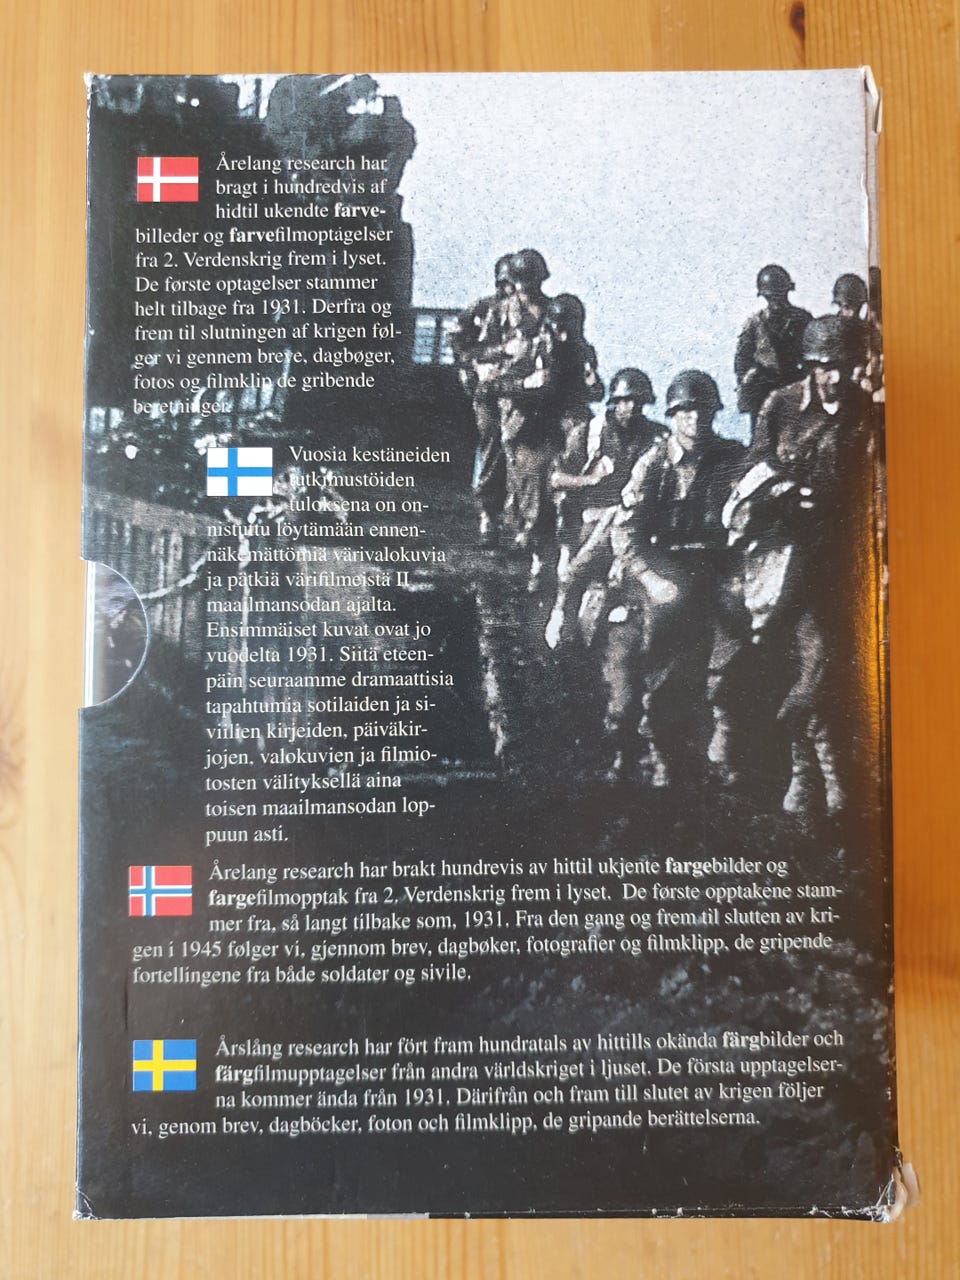 Årelang research har
bragt i hundredvis af
hidtil ukendte farve-
billeder og farvefilmoptagelser
fra 2. Verdenskrig frem i lyset.
De første optagelser stammer
helt tilbage fra 1931. Derfra og
frem til slutningen af krigen føl-
ger vi gennem breve, dagbøger,
fotos og filmklip de gribende
beretninger.
Vuosia kestäneiden
tutkimustöiden
tuloksena on on-
nistuttu löytämään ennen-
näkemättömiä värivalokuvia
ja pätkiä värifilmeistä II
maailmansodan ajalta.
Ensimmäiset kuvat ovat jo
vuodelta 1931. Siitä eteen-
päin seuraamme dramaattisia
tapahtumia sotilaiden ja si-
viilien kirjeiden, päiväkir-
jojen, valokuvien ja filmio-
tosten välityksellä aina
toisen maailmansodan lop-
puun asti.
Årelang research har brakt hundrevis av hittil ukjente fargebilder og
fargefilmopptak fra 2. Verdenskrig frem i lyset. De første opptakene stam-
mer fra, så langt tilbake som, 1931. Fra den gang og frem til slutten av kri-
gen i 1945 følger vi, gjennom brev, dagbøker, fotografier og filmklipp, de gripende
fortellingene fra både soldater og sivile.
Årslång research har fört fram hundratals av hittills okända färgbilder och
färgfilmupptagelser från andra världskriget i ljuset. De första upptagelser-
na kommer ända från 1931. Därifrån och fram till slutet av krigen följer
vi, genom brev, dagböcker, foton och filmklipp, de gripande berättelserna.